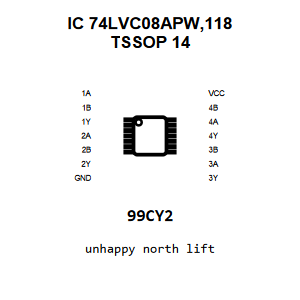 IC 74LVC08APW,118
TSSOP 14
1A VCC
1B 4B
1Y 4A
2A 4Y
2B 3B
2Y 3A
GND 3Y
99CY2
unhappy north lift